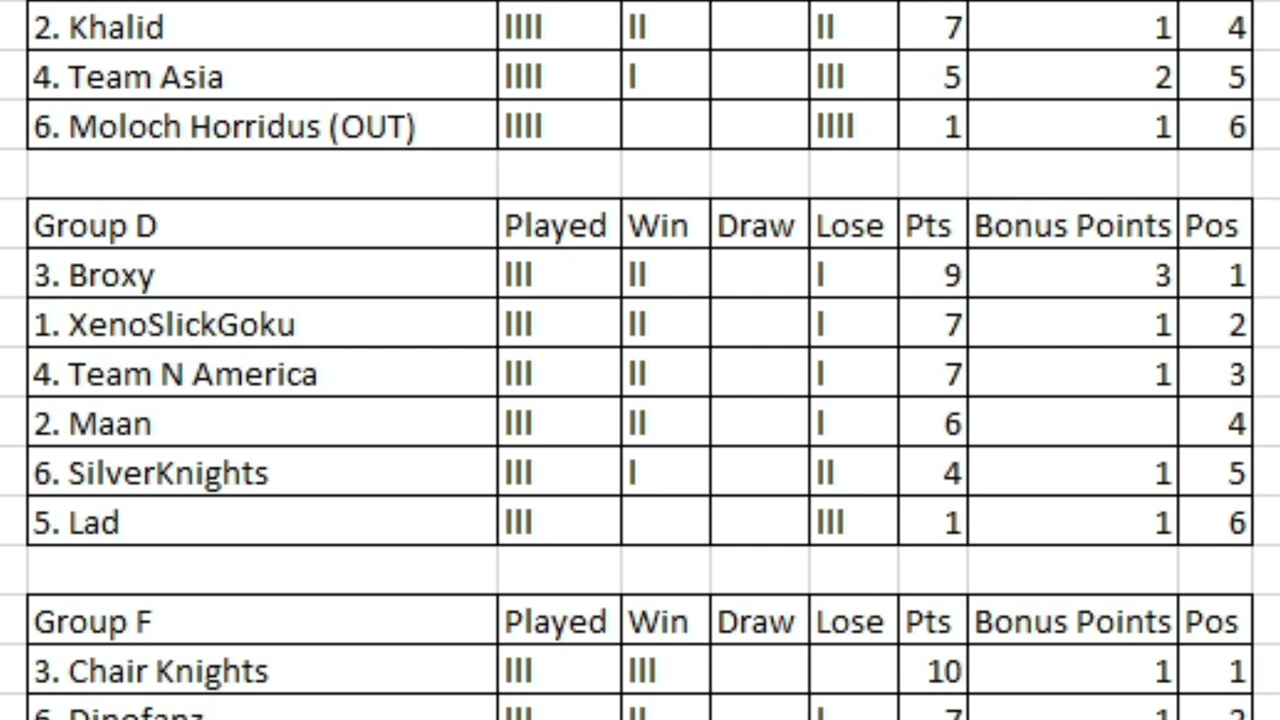 2. Khalid IIII II II 7 1 4
4. Team Asia IIII I III 5 2 5
6. Moloch Horridus (OUT) IIII IIII 1 1 6
Group D Played Win Draw Lose Pts Bonus Points Pos
3. Broxy III II I 9 3 1
1. XenoSlickGoku III II I 7 1 2
4. Team N America III II I 7 1 3
2. Maan III II I 6 4
6. SilverKnights III I II 4 1 5
5. Lad III III 1 1 6
Group F Played Win Draw Lose Pts Bonus Points Pos
3. Chair Knights III III 10 1 1
6. Dinofanz III II I 7 1 2